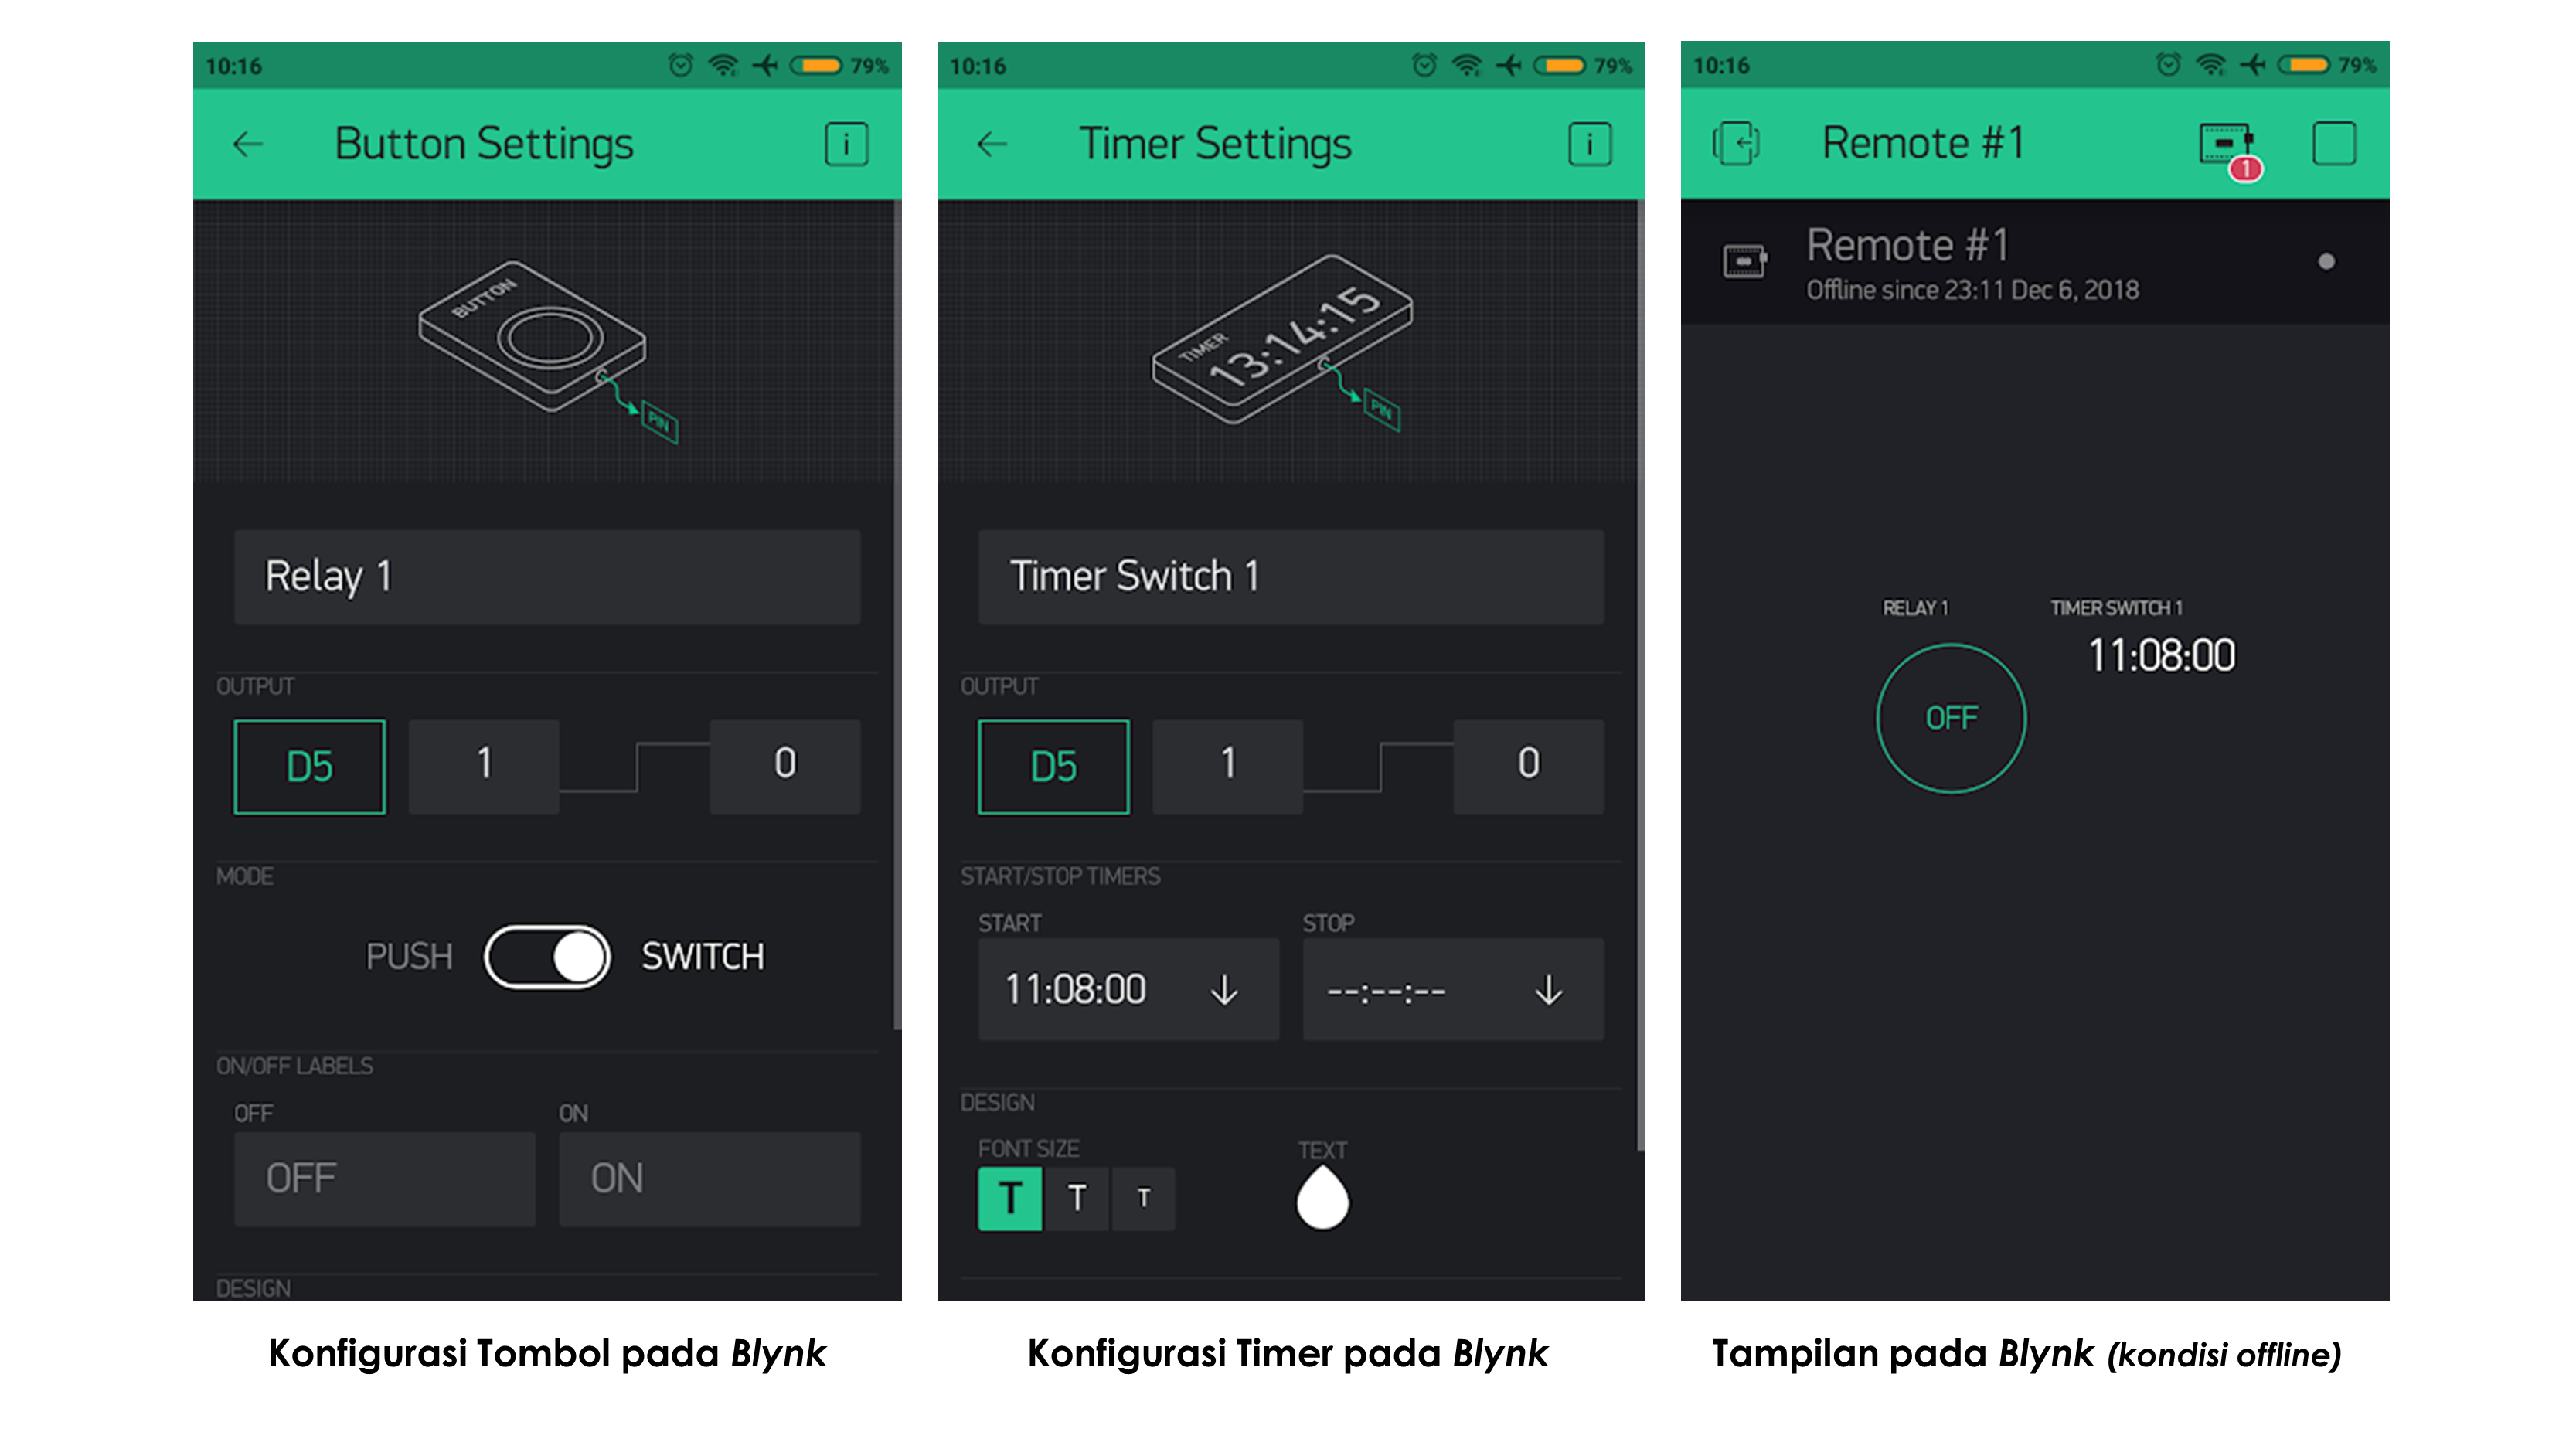 10:16
79%
Button Settings
i
BUTTON
PIN
Relay 1
OUTPUT
D5
1
0
MODE
PUSH
SWITCH
ON/OFF LABELS
OFF
ON
OFF
ON
DESIGN
Konfigurasi Tombol pada Blynk
10:16
79%
Timer Settings
i
TIMER
13:14:15
PIN
Timer Switch 1
OUTPUT
D5
1
0
START/STOP TIMERS
START
STOP
11:08:00
--:--:--
DESIGN
FONT SIZE
TEXT
T T T
Konfigurasi Timer pada Blynk
10:16
79%
Remote #1
1
Remote #1
Offline since 23:11 Dec 6, 2018
RELAY 1
TIMER SWITCH 1
11:08:00
OFF
Tampilan pada Blynk (kondisi offline)